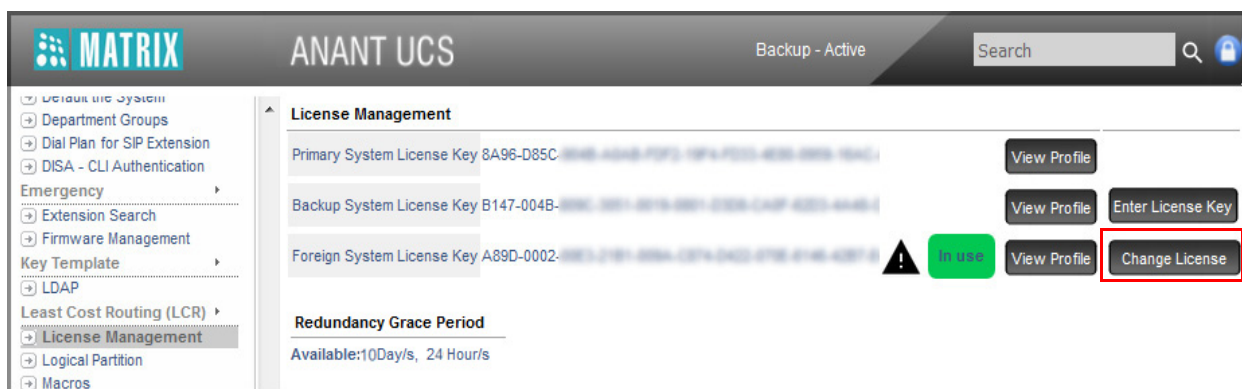 MATRIX
ANANT UCS
Backup - Active
Search
Default the System
Department Groups
Dial Plan for SIP Extension
DISA - CLI Authentication
Emergency
Extension Search
Firmware Management
Key Template
LDAP
Least Cost Routing (LCR)
License Management
Logical Partition
Macros
License Management
Primary System License Key 8A96-D85C- View Profile
Backup System License Key B147-004B- View Profile Enter License Key
Foreign System License Key A89D-0002- In use View Profile Change License
Redundancy Grace Period
Available:10Day/s, 24 Hour/s